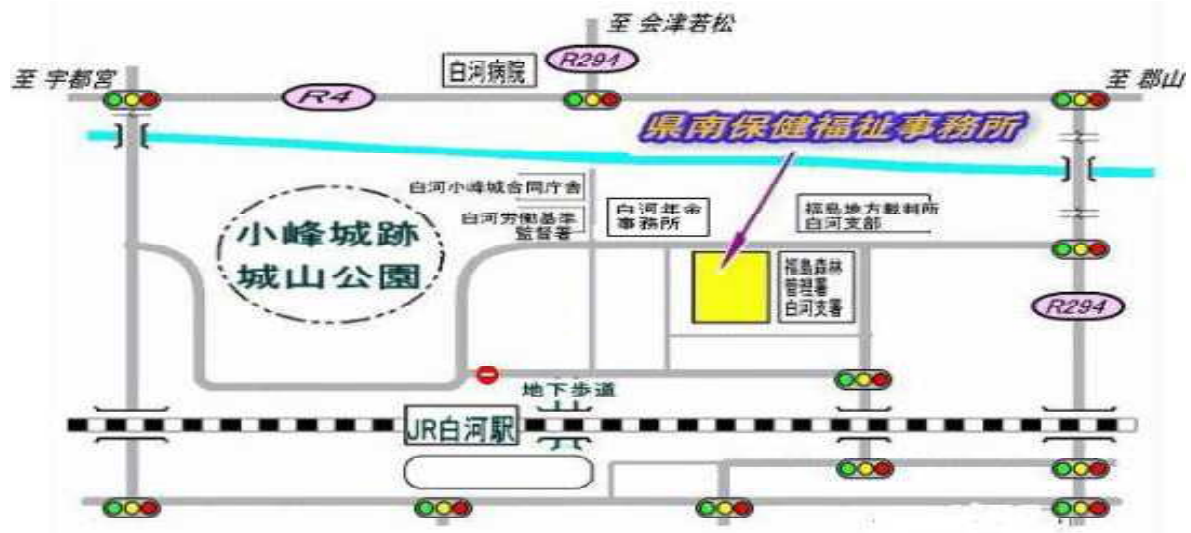 至 会津若松
R294
白河病院
至 宇都宮
R4
至 郡山
県南保健福祉事務所
白河小峰城合同庁舎
白河年金
事務所
福島地方裁判所
白河支部
白河労働基準
監督署
小峰城跡
城山公園
福島森林
管理署
白河支署
R294
地下歩道
JR白河駅